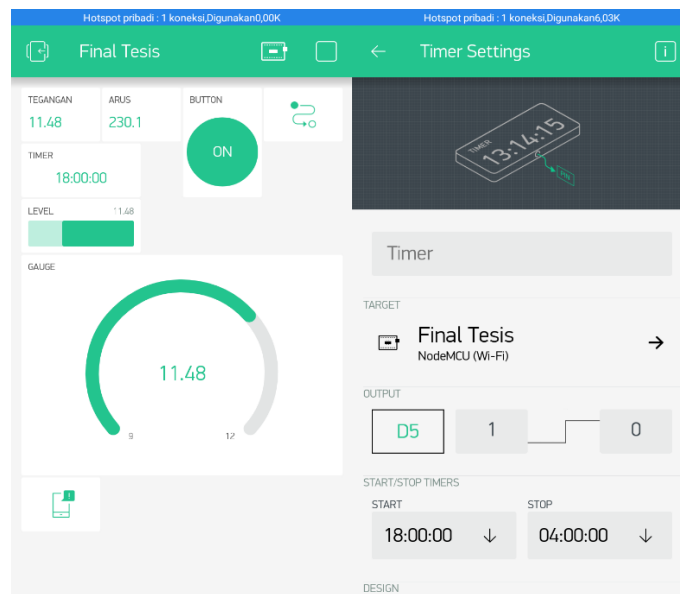 Hotspot pribadi : 1 koneksi,Digunakan0,00K
Final Tesis
TEGANGAN
11.48
ARUS
230.1
BUTTON
ON
TIMER
18:00:00
LEVEL
11.48
GAUGE
11.48
9
12
Hotspot pribadi : 1 koneksi,Digunakan6,03K
Timer Settings
TIMER
13:14:15
PIN
Timer
TARGET
Final Tesis
NodeMCU (Wi-Fi)
OUTPUT
D5
1
0
START/STOP TIMERS
START
STOP
18:00:00
04:00:00
DESIGN